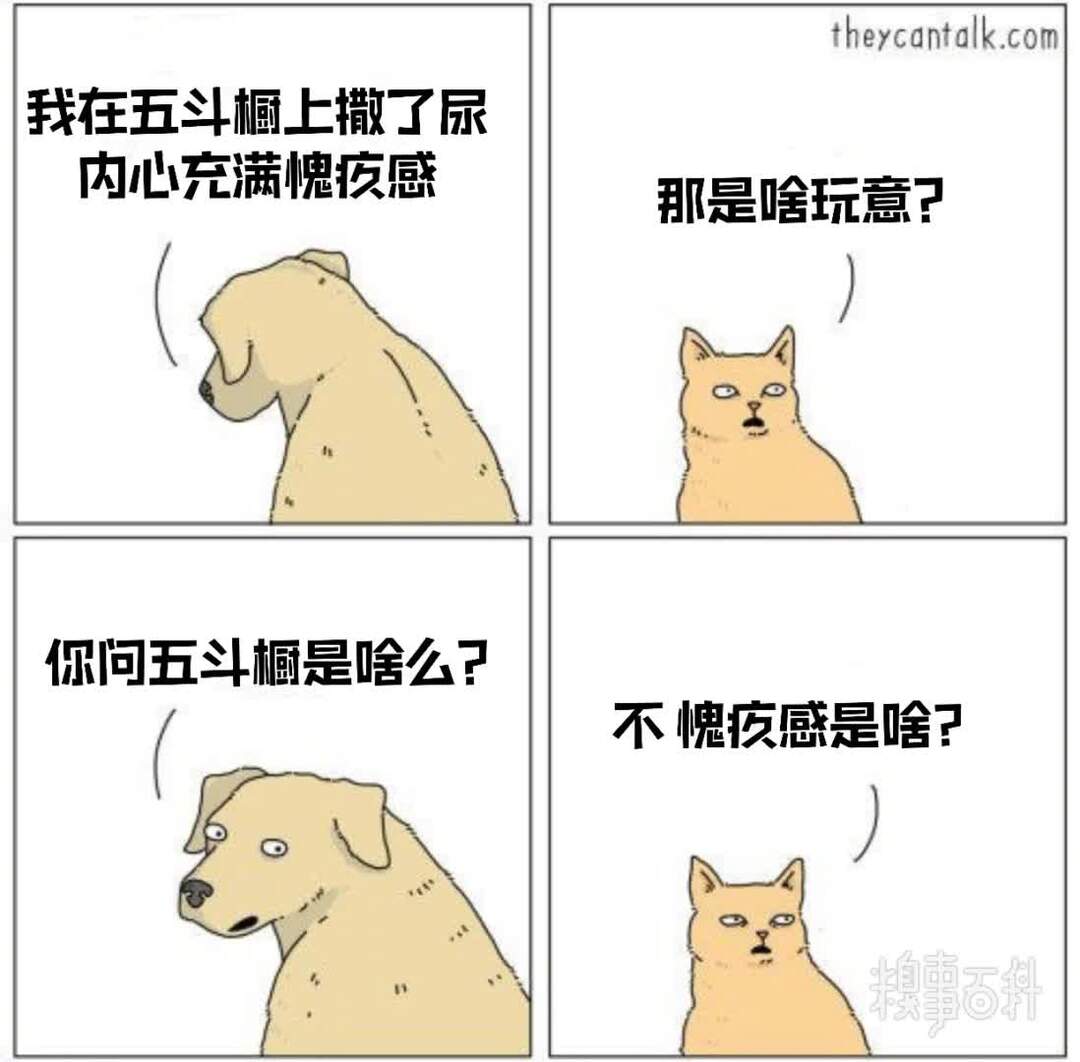 theycantalk.com
我在五斗橱上撒了尿
内心充满愧疚感
那是啥玩意?
你问五斗橱是啥么?
不 愧疚感是啥?
糗事百科